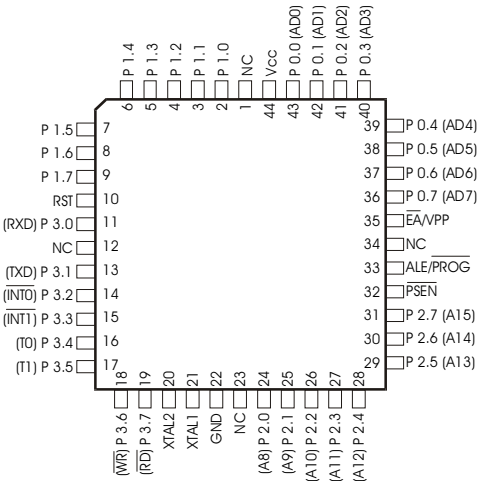 P 1.4
P 1.3
P 1.2
P 1.1
P 1.0
NC
Vcc
P 0.0 (AD0)
P 0.1 (AD1)
P 0.2 (AD2)
P 0.3 (AD3)
6
5
4
3
2
1
44
43
42
41
40
P 1.5 7
P 1.6 8
P 1.7 9
RST 10
(RXD) P 3.0 11
NC 12
(TXD) P 3.1 13
(INT0) P 3.2 14
(INT1) P 3.3 15
(T0) P 3.4 16
(T1) P 3.5 17
39 P 0.4 (AD4)
38 P 0.5 (AD5)
37 P 0.6 (AD6)
36 P 0.7 (AD7)
35 EA/VPP
34 NC
33 ALE/PROG
32 PSEN
31 P 2.7 (A15)
30 P 2.6 (A14)
29 P 2.5 (A13)
18
19
20
21
22
23
24
25
26
27
28
(WR) P 3.6
(RD) P 3.7
XTAL2
XTAL1
GND
NC
(A8) P 2.0
(A9) P 2.1
(A10) P 2.2
(A11) P 2.3
(A12) P 2.4